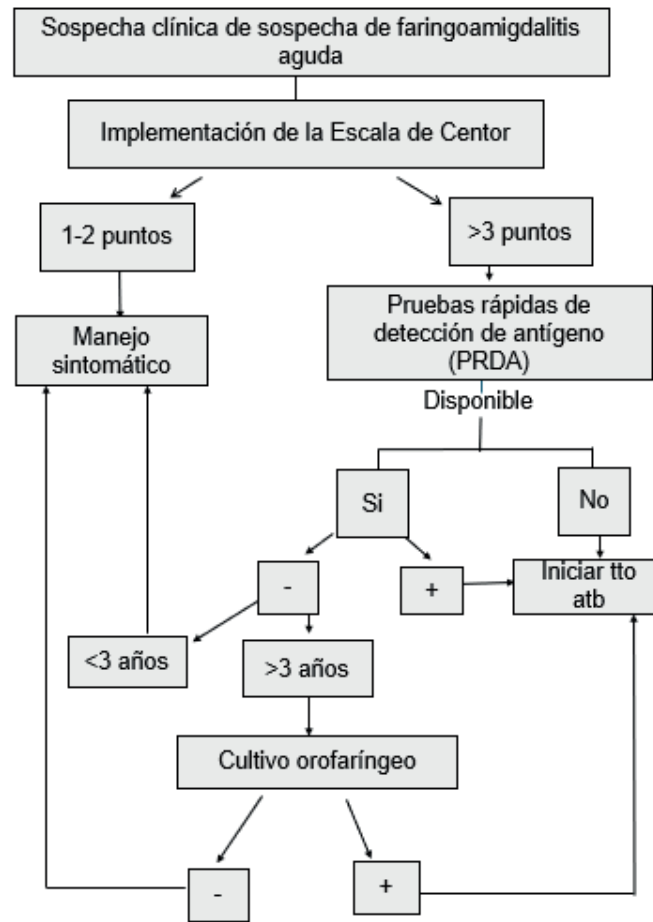 Sospecha clínica de sospecha de faringoamigdalitis
aguda
Implementación de la Escala de Centor
1-2 puntos
>3 puntos
Manejo
sintomático
Pruebas rápidas de
detección de antígeno
(PRDA)
Disponible
Si
No
-
+
Iniciar tto
atb
<3 años
>3 años
Cultivo orofaríngeo
-
+